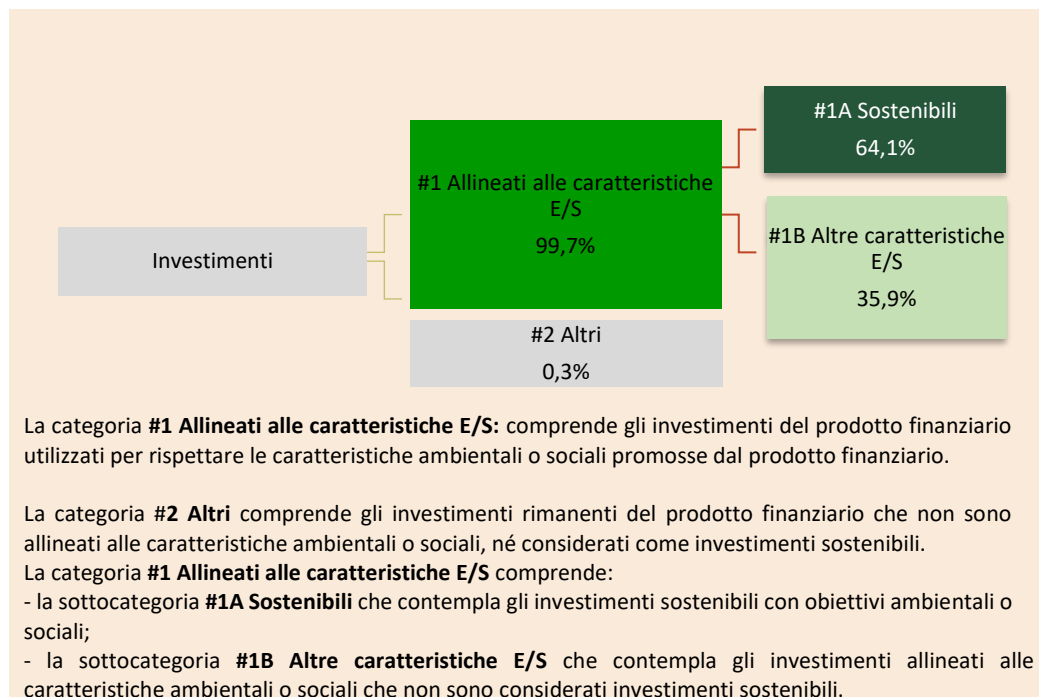 #1A Sostenibili
64,1%
#1 Allineati alle caratteristiche
E/S
99,7%
#1B Altre caratteristiche
E/S
35,9%
Investimenti
#2 Altri
0,3%
La categoria #1 Allineati alle caratteristiche E/S: comprende gli investimenti del prodotto finanziario
utilizzati per rispettare le caratteristiche ambientali o sociali promosse dal prodotto finanziario.
La categoria #2 Altri comprende gli investimenti rimanenti del prodotto finanziario che non sono
allineati alle caratteristiche ambientali o sociali, né considerati come investimenti sostenibili.
La categoria #1 Allineati alle caratteristiche E/S comprende:
- la sottocategoria #1A Sostenibili che contempla gli investimenti sostenibili con obiettivi ambientali o
sociali;
- la sottocategoria #1B Altre caratteristiche E/S che contempla gli investimenti allineati alle
caratteristiche ambientali o sociali che non sono considerati investimenti sostenibili.